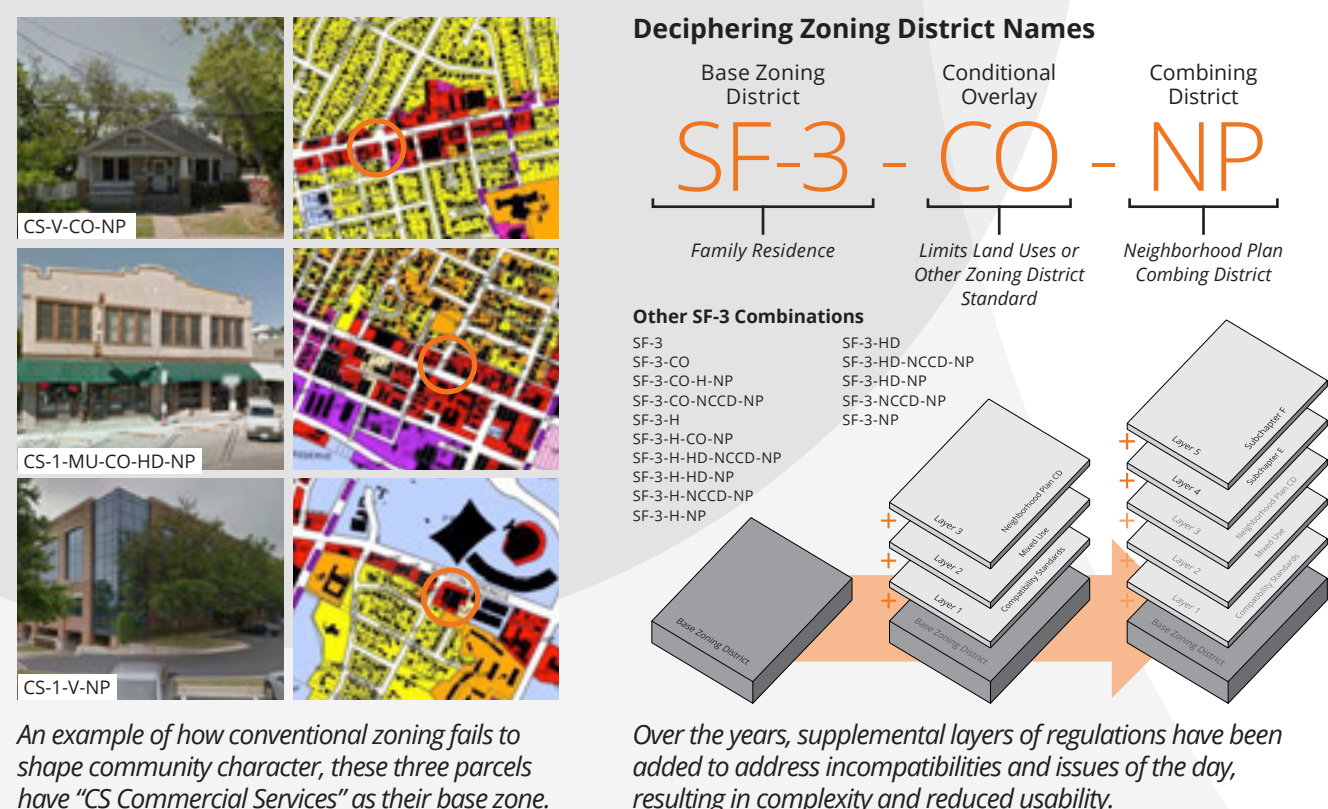 CS-V-CO-NP
CS-1-MU-CO-HD-NP
CS-1-V-NP
An example of how conventional zoning fails to
shape community character, these three parcels
have “CS Commercial Services” as their base zone.
Deciphering Zoning District Names
Base Zoning
District
Conditional
Overlay
Combining
District
SF-3 - CO - NP
Family Residence
Limits Land Uses or
Other Zoning District
Standard
Neighborhood Plan
Combing District
Other SF-3 Combinations
SF-3
SF-3-CO
SF-3-CO-H-NP
SF-3-CO-NCCD-NP
SF-3-H
SF-3-H-CO-NP
SF-3-H-HD-NCCD-NP
SF-3-H-HD-NP
SF-3-H-NCCD-NP
SF-3-H-NP
SF-3-HD
SF-3-HD-NCCD-NP
SF-3-HD-NP
SF-3-NCCD-NP
SF-3-NP
Base Zoning District
+
Layer 3
Neighborhood Plan CD
+
Layer 2
Mixed Use
+
Layer 1
Compatibility Standards
Base Zoning District
+
Layer 5
Subchapter F
+
Layer 4
Subchapter E
+
Layer 3
Neighborhood Plan CD
+
Layer 2
Mixed Use
+
Layer 1
Compatibility Standards
Base Zoning District
Over the years, supplemental layers of regulations have been
added to address incompatibilities and issues of the day,
resulting in complexity and reduced usability.